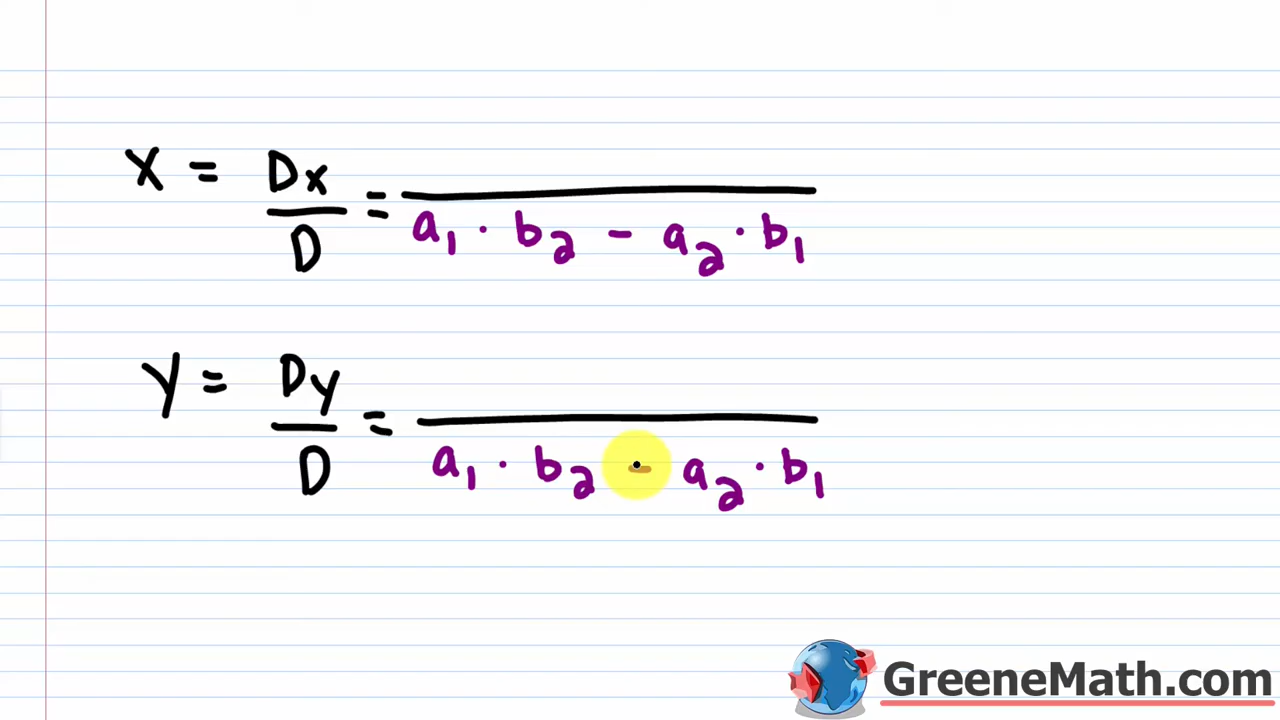 x = Dx / D = ―― / a₁ · b₂ - a₂ · b₁
y = Dy / D = ―― / a₁ · b₂ - a₂ · b₁
GreeneMath.com